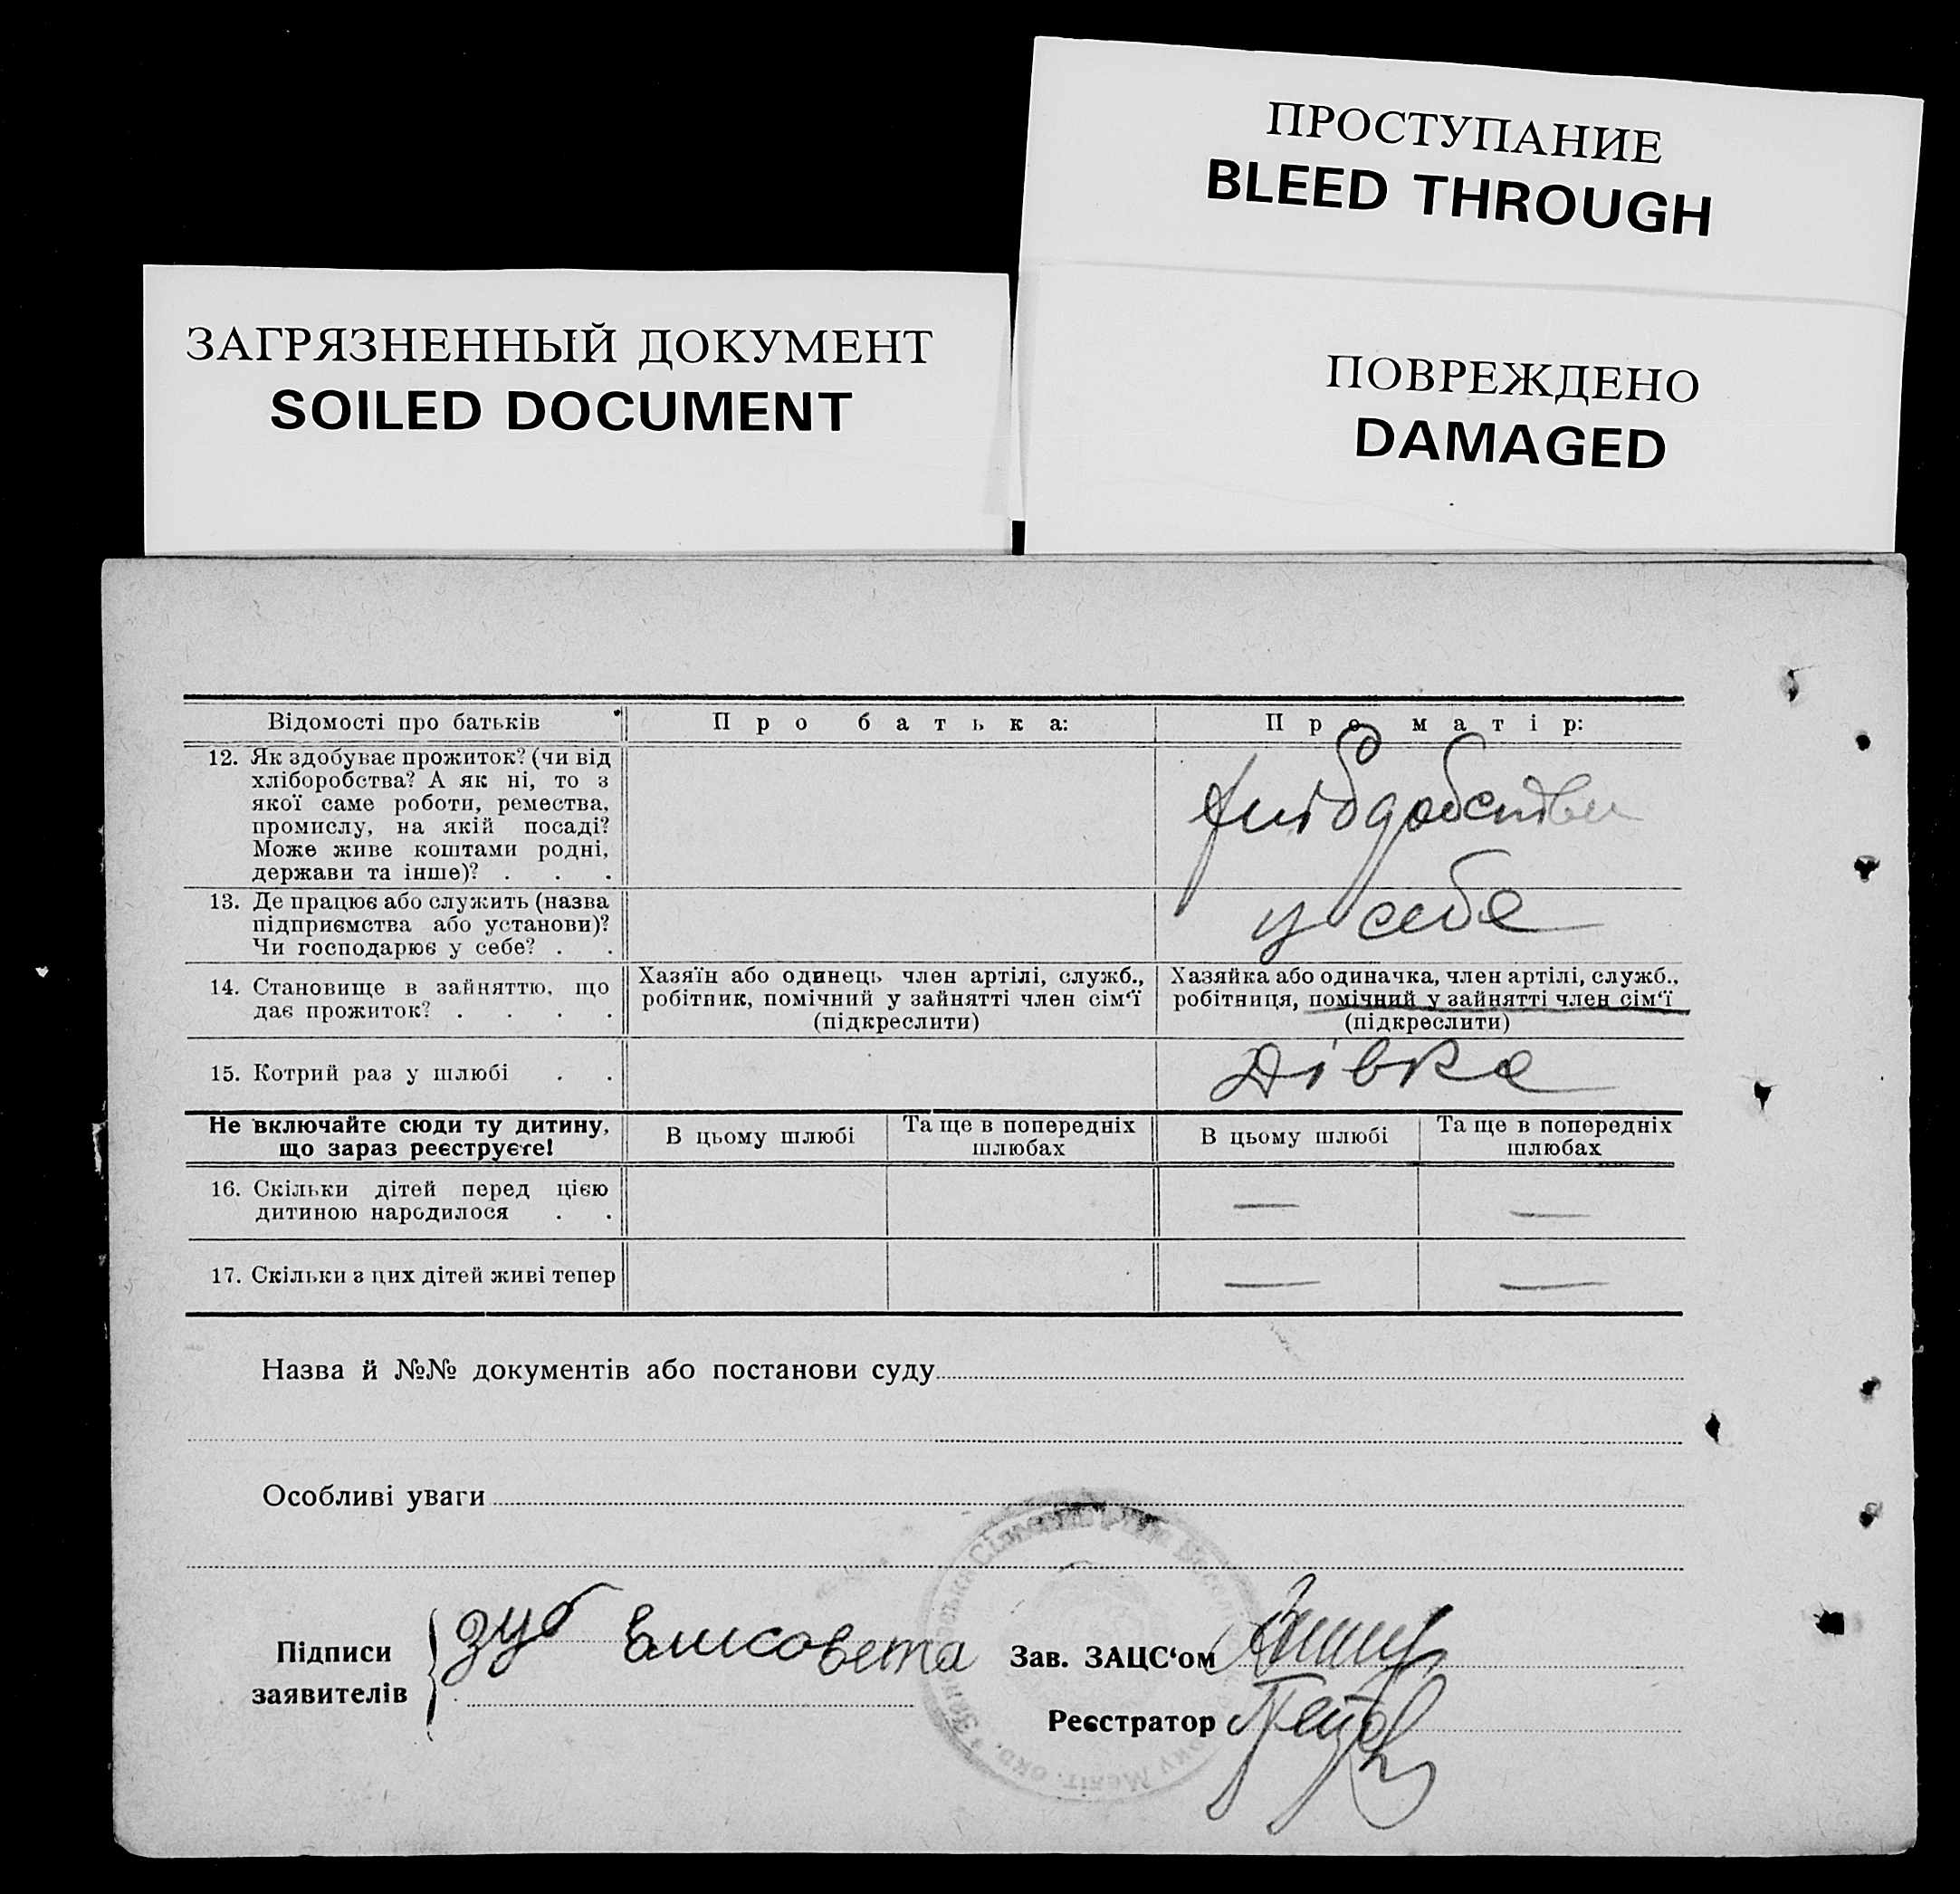 ПРОСТУПАНИЕ
BLEED THROUGH
ЗАГРЯЗНЕННЫЙ ДОКУМЕНТ
SOILED DOCUMENT
ПОВРЕЖДЕНО
DAMAGED
Відомості про батьків
Про батька:
Про матір:
12. Як здобуває прожиток? (чи від
хліборобства? А як ні, то з
якої саме роботи, ремества,
промислу, на якій посаді?
Може живе коштами родні,
держави та інше)? . . .
13. Де працює або служить (назва
підприємства або установи)?
Чи господарює у себе? . .
у себе
14. Становище в зайняттю, що
дає прожиток? . . . .
Хазяїн або одинець член артілі, служб.,
робітник, помічний у зайнятті член сім‘ї
(підкреслити)
Хазяйка або одиначка, член артілі, служб.,
робітниця, помічний у зайнятті член сім‘ї
(підкреслити)
15. Котрий раз у шлюбі . .
Дівка
Не включайте сюди ту дитину,
що зараз реєструєте!
В цьому шлюбі
Та ще в попередніх
шлюбах
В цьому шлюбі
Та ще в попередніх
шлюбах
16. Скільки дітей перед цією
дитиною народилося . .
— —
17. Скільки з цих дітей живі тепер
— —
Назва й №№ документів або постанови суду
Особливі уваги
Підписи
заявителів
зуб Елисовета
Зав. ЗАЦС‘ом
Реєстратор